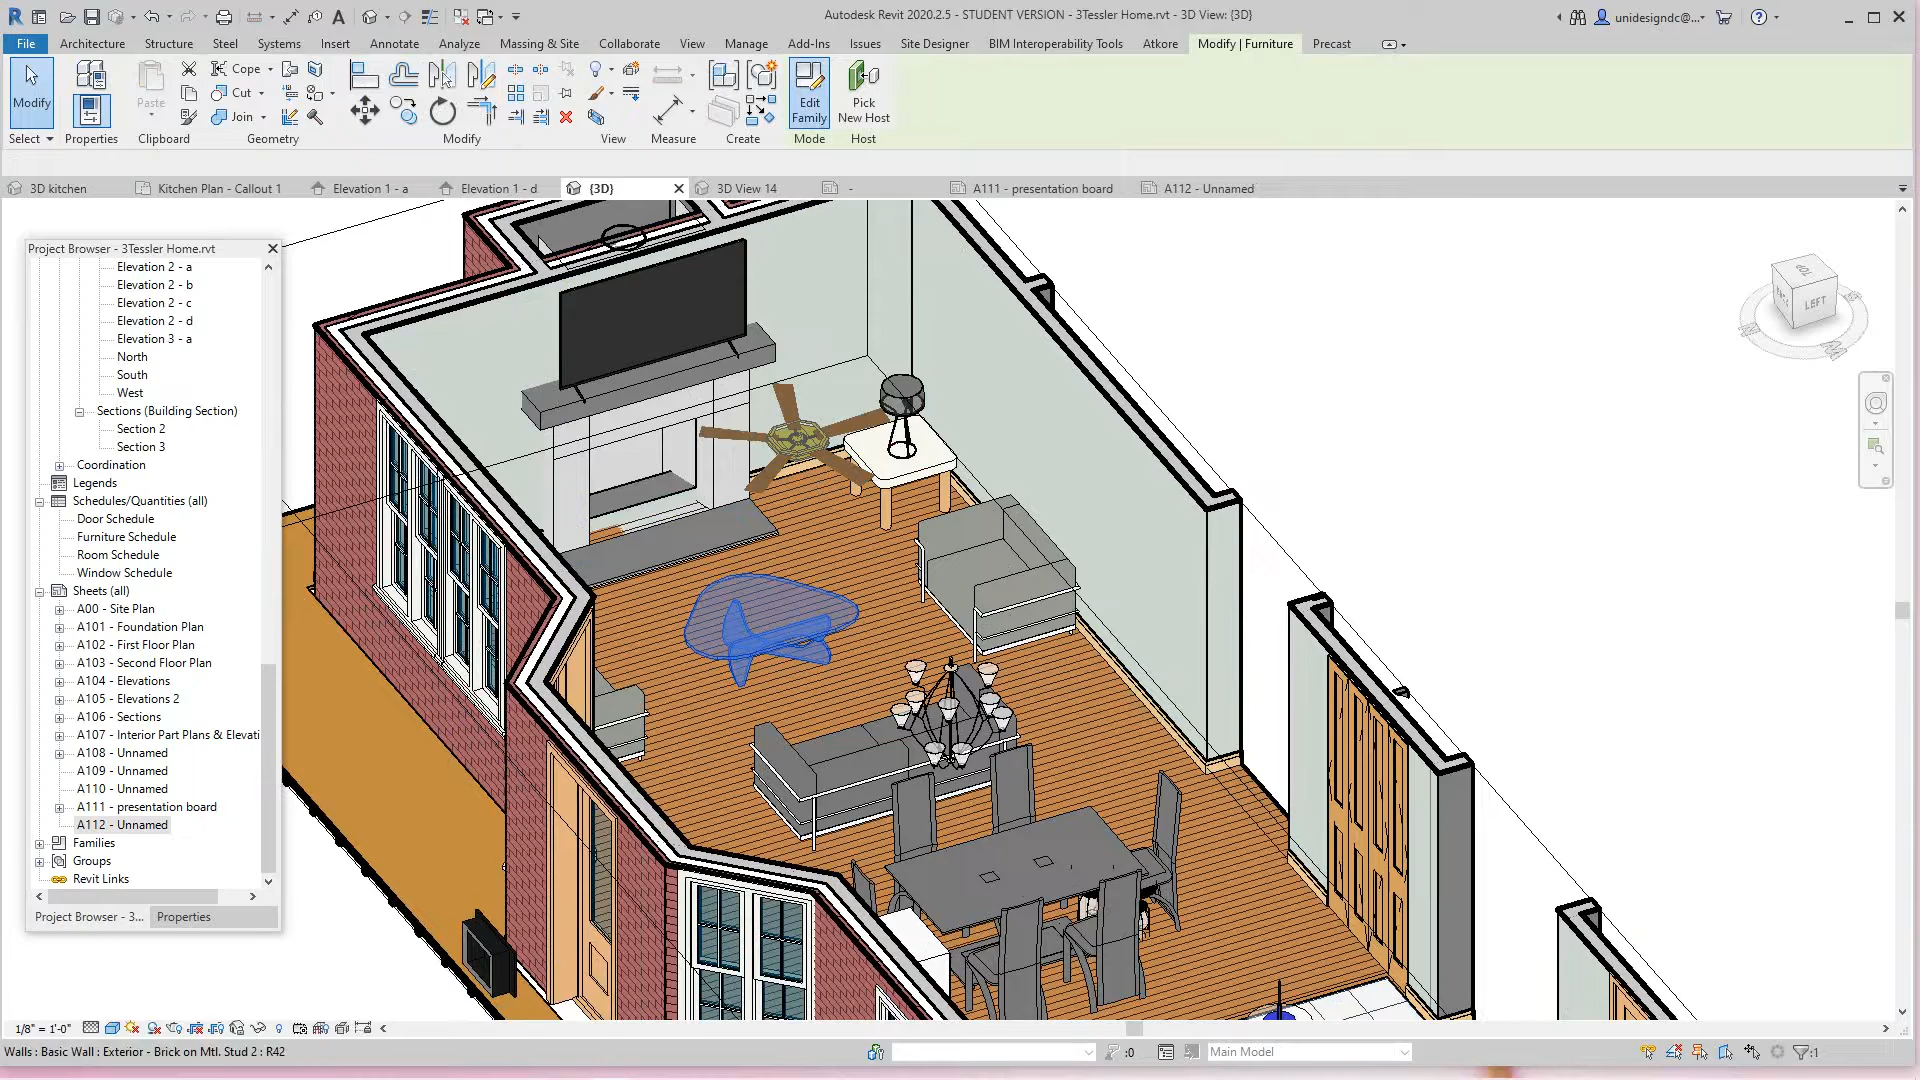 Autodesk Revit 2020.2.5 - STUDENT VERSION - 3Tessler Home.rvt - 3D View: {3D}
unidesigndc@...
File Architecture Structure Steel Systems Insert Annotate Analyze Massing & Site Collaborate View Manage Add-Ins Issues Site Designer BIM Interoperability Tools Atkore Modify | Furniture Precast
Modify
Paste
Cope
Cut
Join
Edit Family
Pick New Host
Select Properties Clipboard Geometry Modify View Measure Create Mode Host
3D kitchen Kitchen Plan - Callout 1 Elevation 1 - a Elevation 1 - d {3D} 3D View 14 - A111 - presentation board A112 - Unnamed
Project Browser - 3Tessler Home.rvt
Elevation 2 - a
Elevation 2 - b
Elevation 2 - c
Elevation 2 - d
Elevation 3 - a
North
South
West
Sections (Building Section)
Section 2
Section 3
Coordination
Legends
Schedules/Quantities (all)
Door Schedule
Furniture Schedule
Room Schedule
Window Schedule
Sheets (all)
A00 - Site Plan
A101 - Foundation Plan
A102 - First Floor Plan
A103 - Second Floor Plan
A104 - Elevations
A105 - Elevations 2
A106 - Sections
A107 - Interior Part Plans & Elevati
A108 - Unnamed
A109 - Unnamed
A110 - Unnamed
A111 - presentation board
A112 - Unnamed
Families
Groups
Revit Links
Project Browser - 3... Properties
TOP
LEFT
1/8" = 1'-0"
Walls : Basic Wall : Exterior - Brick on Mtl. Stud 2 : R42
:0
Main Model
:1